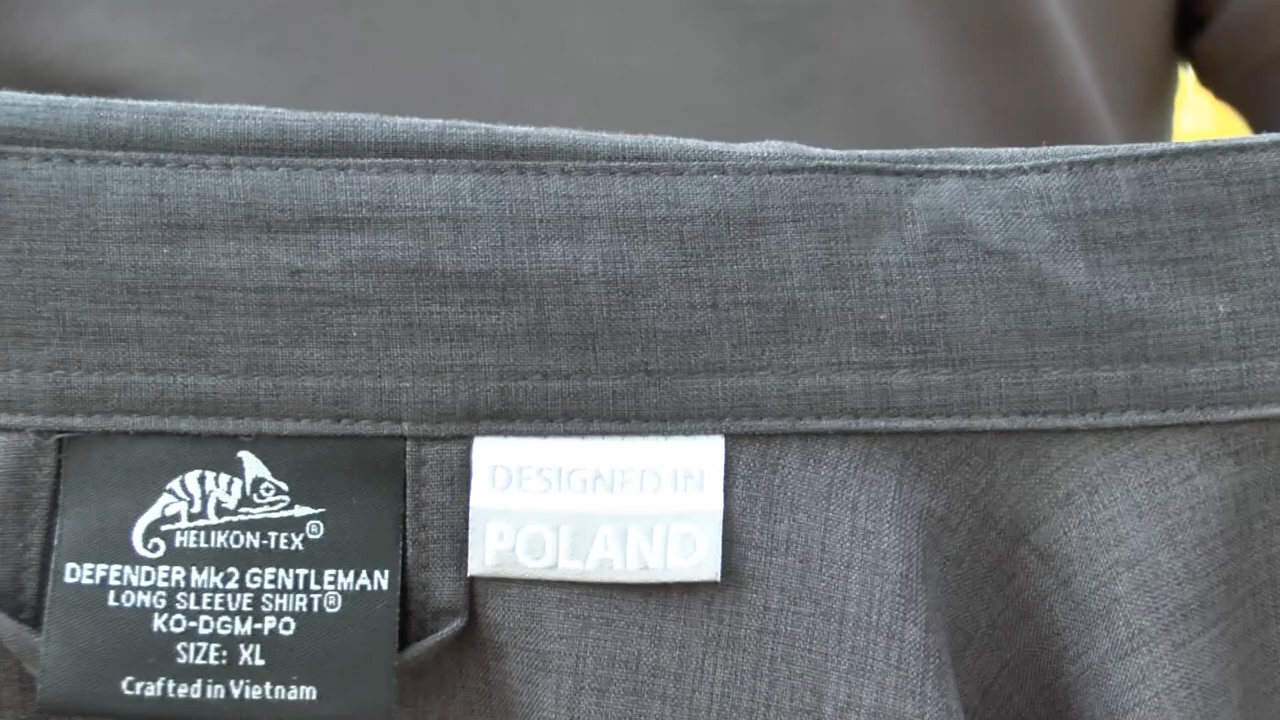 HELIKON-TEX®
DEFENDER Mk2 GENTLEMAN
LONG SLEEVE SHIRT®
KO-DGM-PO
SIZE: XL
Crafted in Vietnam
DESIGNED IN
POLAND